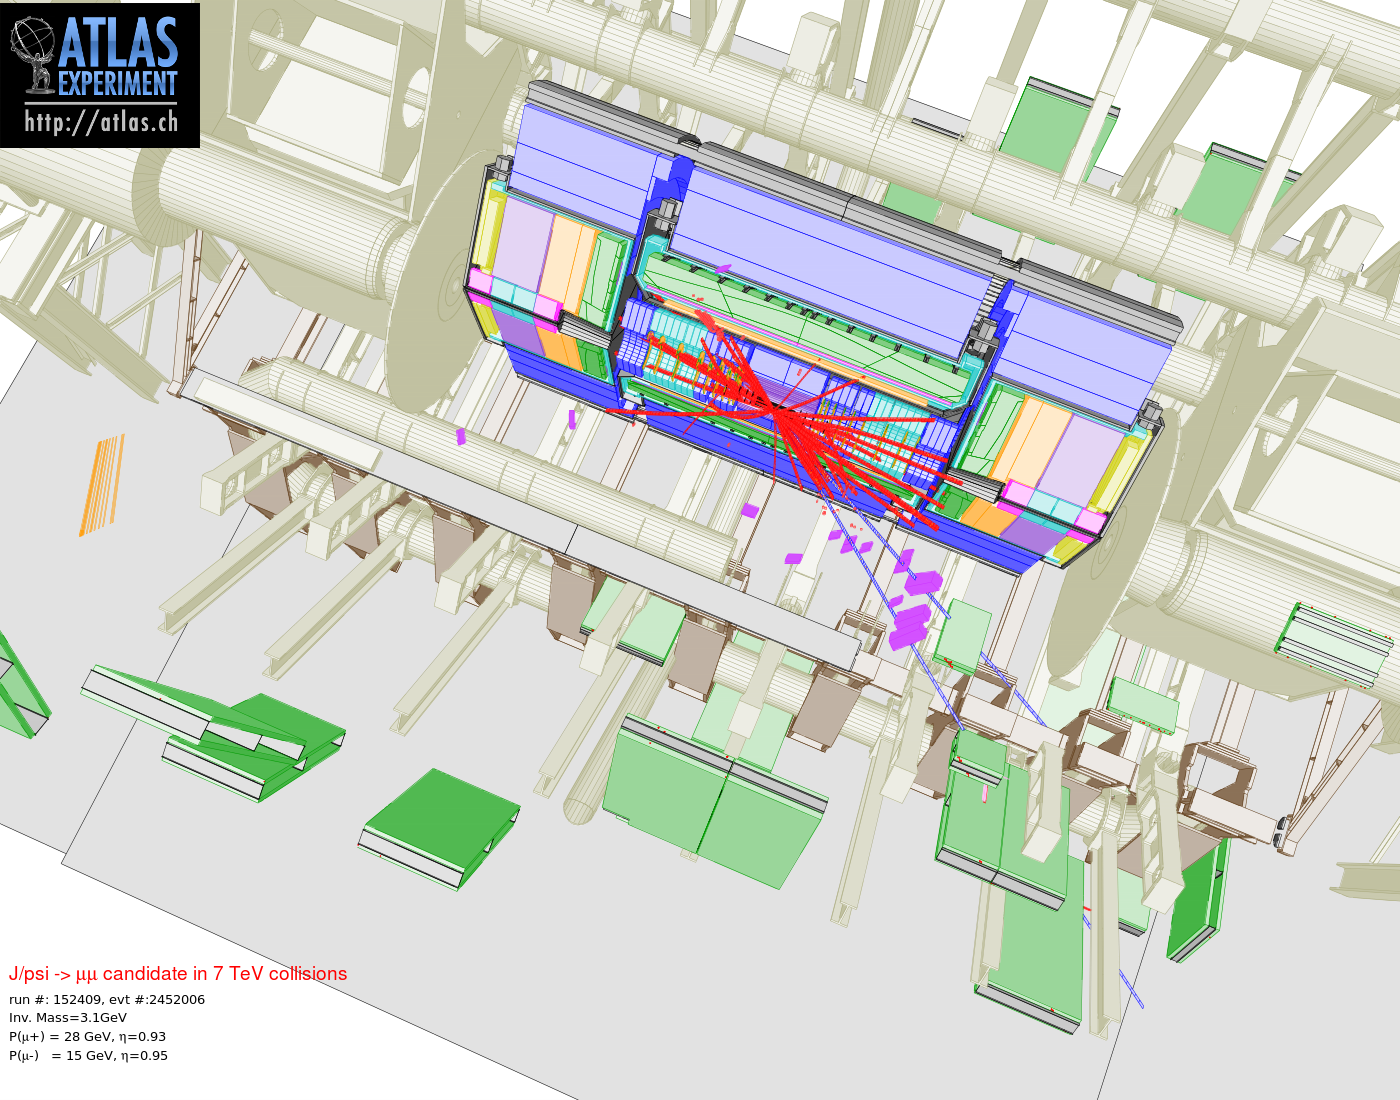 ATLAS
EXPERIMENT
http://atlas.ch
J/psi -> μμ candidate in 7 TeV collisions
run #: 152409, evt #:2452006
Inv. Mass=3.1GeV
P(μ+) = 28 GeV, η=0.93
P(μ-) = 15 GeV, η=0.95